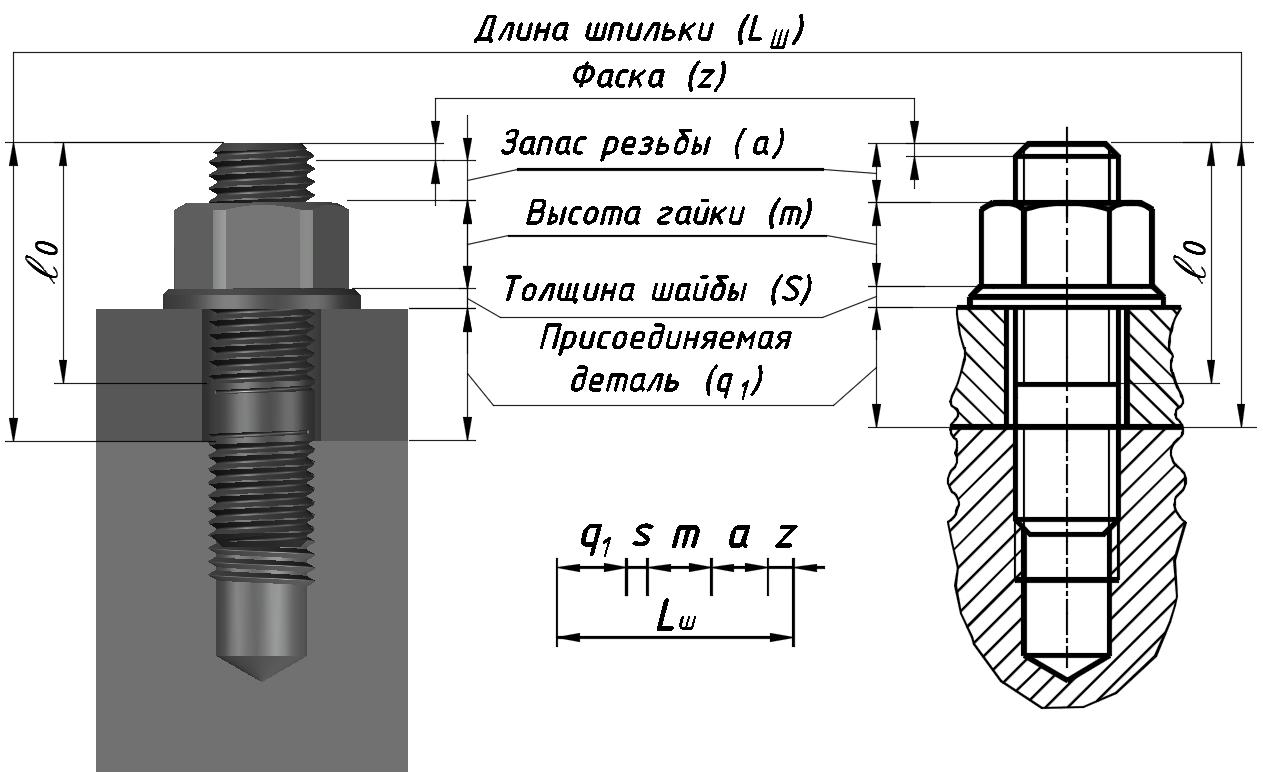 Длина шпильки (Lш)
Фаска (z)
Запас резьбы (а)
Высота гайки (m)
Толщина шайбы (S)
Присоединяемая
деталь (q1)
ℓ0
ℓ0
q1 s m a z
Lш